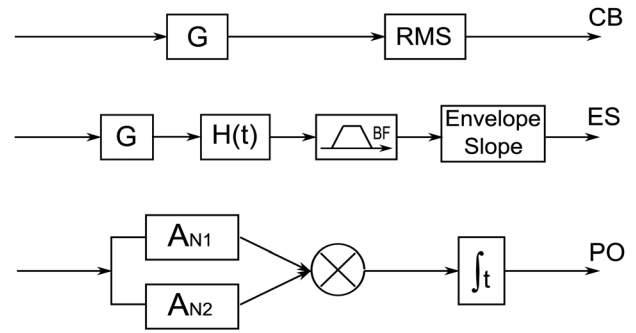 G
RMS
CB
G
H(t)
BF
Envelope
Slope
ES
AN1
AN2
∫t
PO